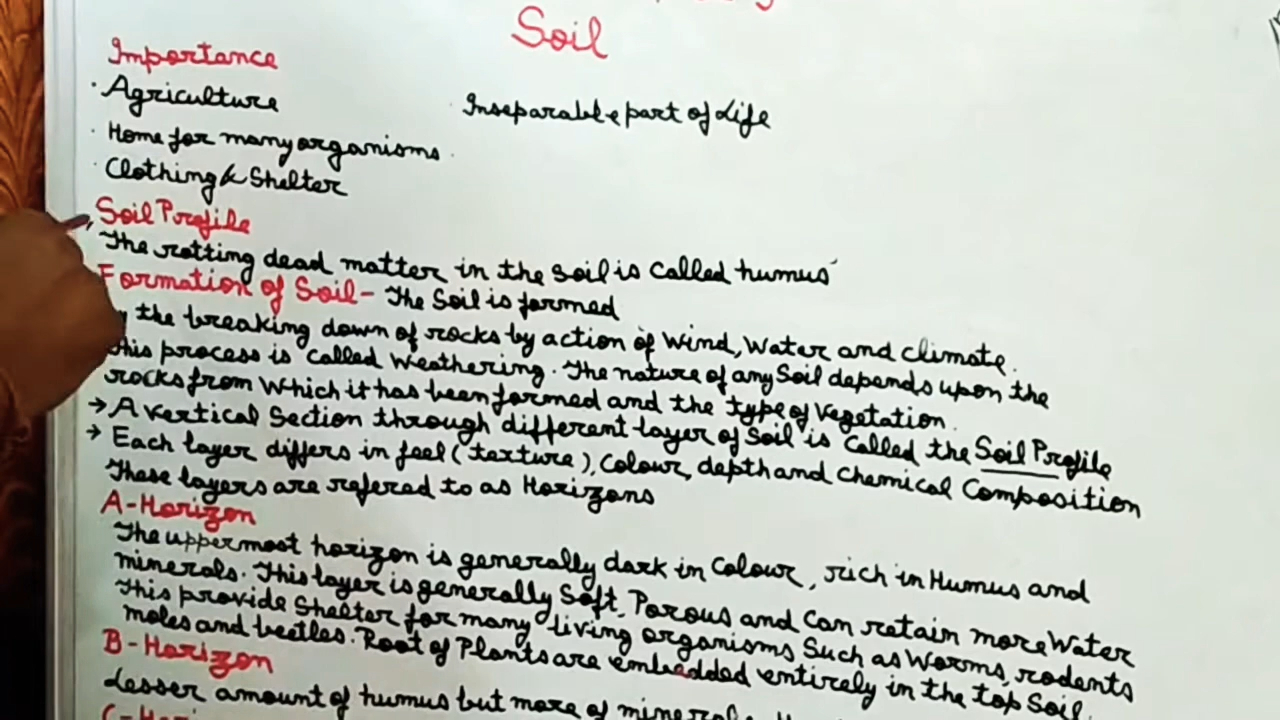 Soil
Importance
· Agriculture
· Inseparable part of Life
· Home for many organisms.
· Clothing & Shelter
Soil Profile
The rotting dead matter in the soil is called humus
Formation of Soil - The Soil is formed
the breaking down of rocks by action of wind, Water and climate.
This process is called Weathering. The nature of any Soil depends upon the
rocks from Which it has been formed and the type of Vegetation.
→ A vertical Section through different layer of Soil is Called the Soil Profile
→ Each layer differs in feel (texture), Colour, depth and Chemical Composition
These layers are refered to as Horizons
A-Horizon
The uppermost horizon is generally dark in Colour, rich in Humus and
minerals. This layer is generally Soft, Porous and Can retain more Water
This provide Shelter for many living organisms Such as Worms, rodents
moles and beetles. Root of Plants are embedded entirely in the top Soil.
B-Horizon
Lesser amount of humus but more of